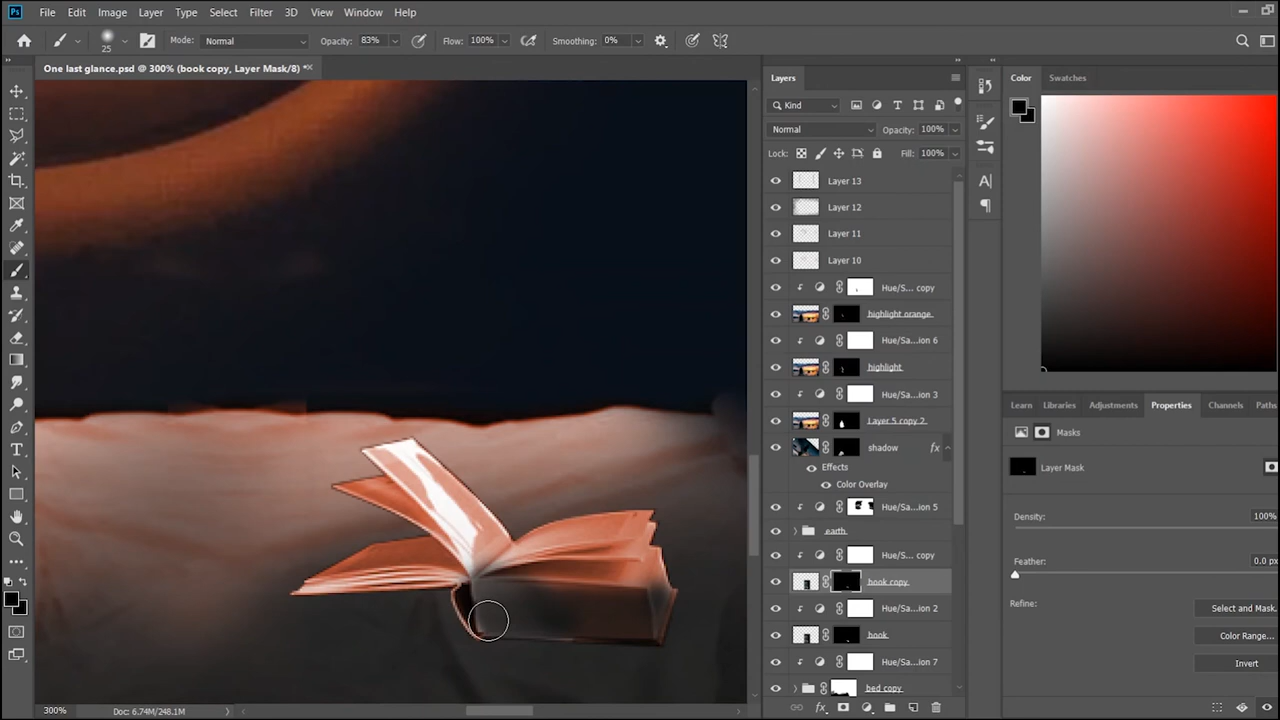 Ps File Edit Image Layer Type Select Filter 3D View Window Help
25 Mode: Normal Opacity: 83% Flow: 100% Smoothing: 0%
One last glance.psd @ 300% (book copy, Layer Mask/8) *
Layers
Kind
Normal Opacity: 100%
Lock: Fill: 100%
Layer 13
Layer 12
Layer 11
Layer 10
Hue/S... copy
highlight orange
Hue/Sa...ion 6
highlight
Hue/Sa...ion 3
Layer 5 copy 2
shadow fx
Effects
Color Overlay
Hue/Sa...ion 5
earth
Hue/S... copy
book copy
Hue/Sa...ion 2
book
Hue/Sa...ion 7
bed copy
fx
Color Swatches
Learn Libraries Adjustments Properties Channels Paths
Masks
Layer Mask
Density: 100%
Feather: 0.0 p
Refine: Select and Mask
Color Range...
Invert
300% Doc: 6.74M/248.1M